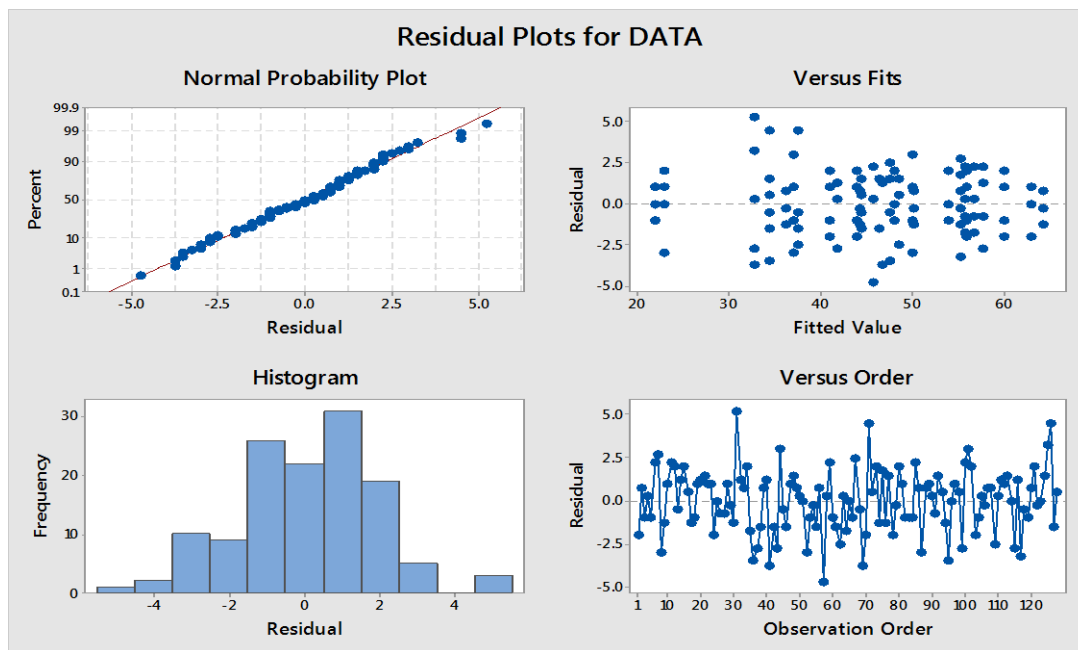 Residual Plots for DATA
Normal Probability Plot
99.9
99
90
50
10
1
0.1
Percent
-5.0 -2.5 0.0 2.5 5.0
Residual
Versus Fits
5.0
2.5
0.0
-2.5
-5.0
Residual
20 30 40 50 60
Fitted Value
Histogram
30
20
10
0
Frequency
-4 -2 0 2 4
Residual
Versus Order
5.0
2.5
0.0
-2.5
-5.0
Residual
1 10 20 30 40 50 60 70 80 90 100 110 120
Observation Order